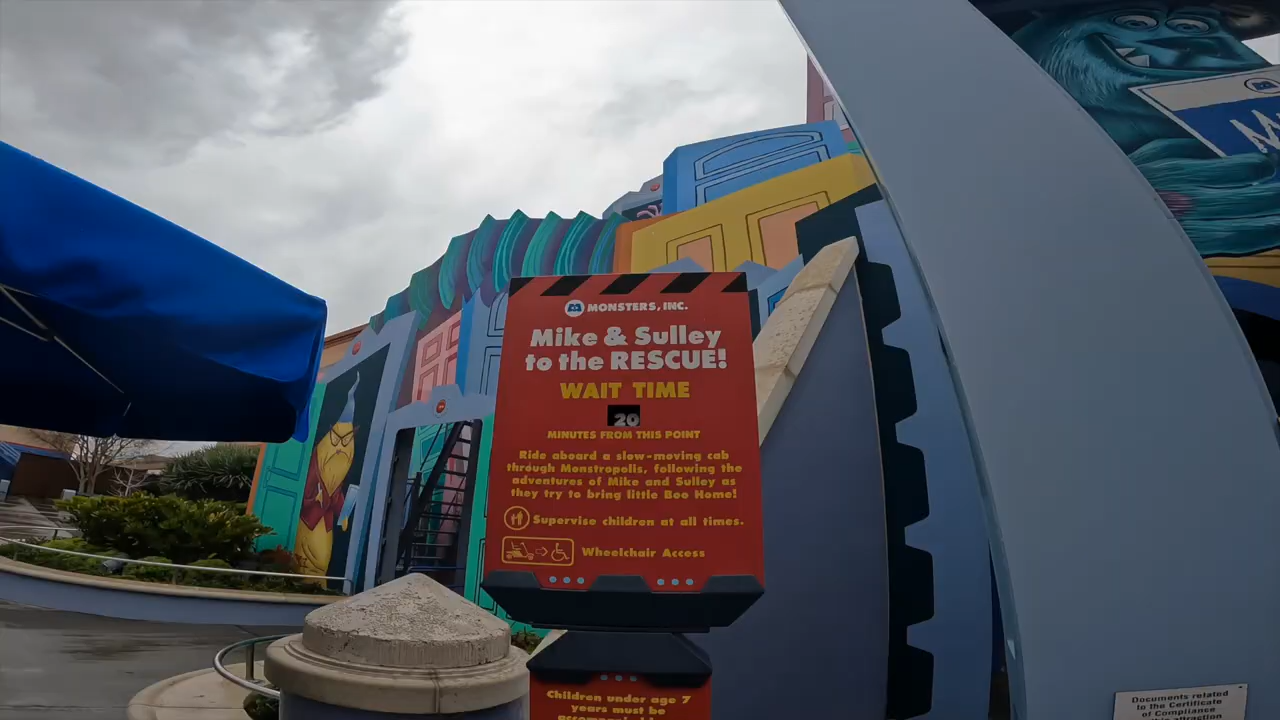 MONSTERS, INC.
Mike & Sulley
to the RESCUE!
WAIT TIME
20
MINUTES FROM THIS POINT
Ride aboard a slow-moving cab
through Monstropolis, following the
adventures of Mike and Sulley as
they try to bring little Boo Home!
Supervise children at all times.
Wheelchair Access
Children under age 7
years must be
Documents related
to the Certificate
of Compliance